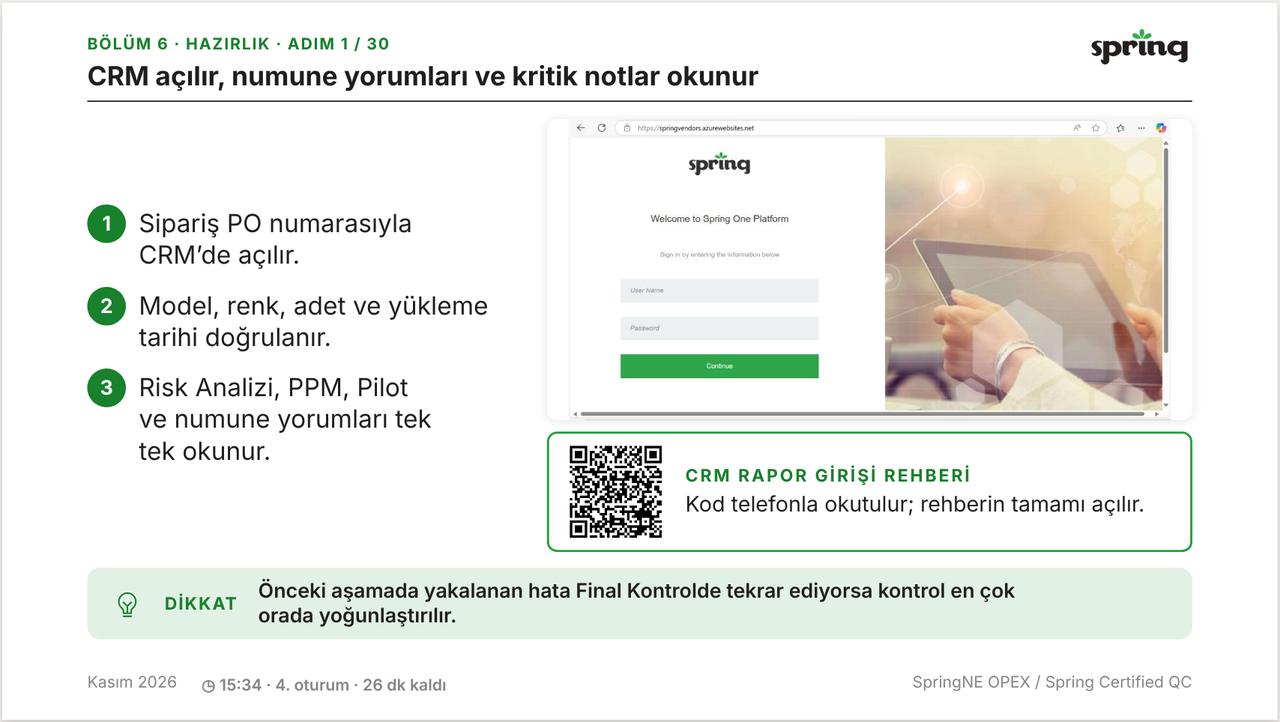 BÖLÜM 6 · HAZIRLIK · ADIM 1 / 30
spring
CRM açılır, numune yorumları ve kritik notlar okunur
1 Sipariş PO numarasıyla
CRM’de açılır.
2 Model, renk, adet ve yükleme
tarihi doğrulanır.
3 Risk Analizi, PPM, Pilot
ve numune yorumları tek
tek okunur.
https://springvendors.azurewebsites.net
spring
Welcome to Spring One Platform
Sign in by entering the information below
User Name
Password
Continue
CRM RAPOR GİRİŞİ REHBERİ
Kod telefonla okutulur; rehberin tamamı açılır.
DİKKAT
Önceki aşamada yakalanan hata Final Kontrolde tekrar ediyorsa kontrol en çok
orada yoğunlaştırılır.
Kasım 2026
15:34 · 4. oturum · 26 dk kaldı
SpringNE OPEX / Spring Certified QC